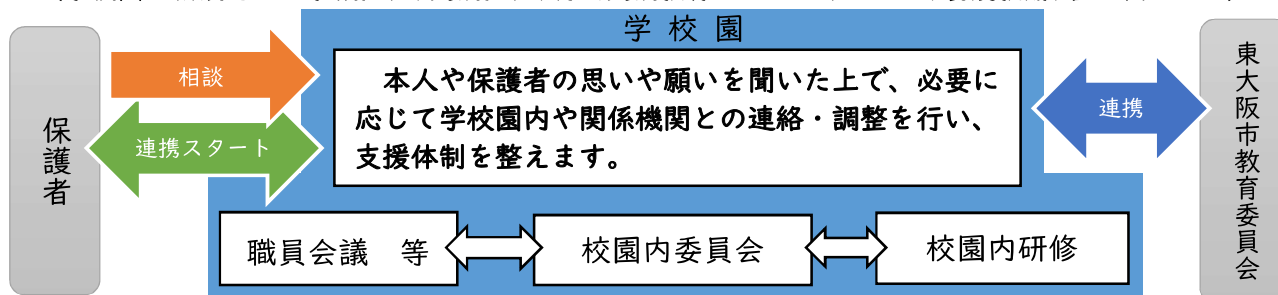 学校園
保護者
相談
連携スタート
本人や保護者の思いや願いを聞いた上で、必要に
応じて学校園内や関係機関との連絡・調整を行い、
支援体制を整えます。
連携
東大阪市教育委員会
職員会議　等
校園内委員会
校園内研修